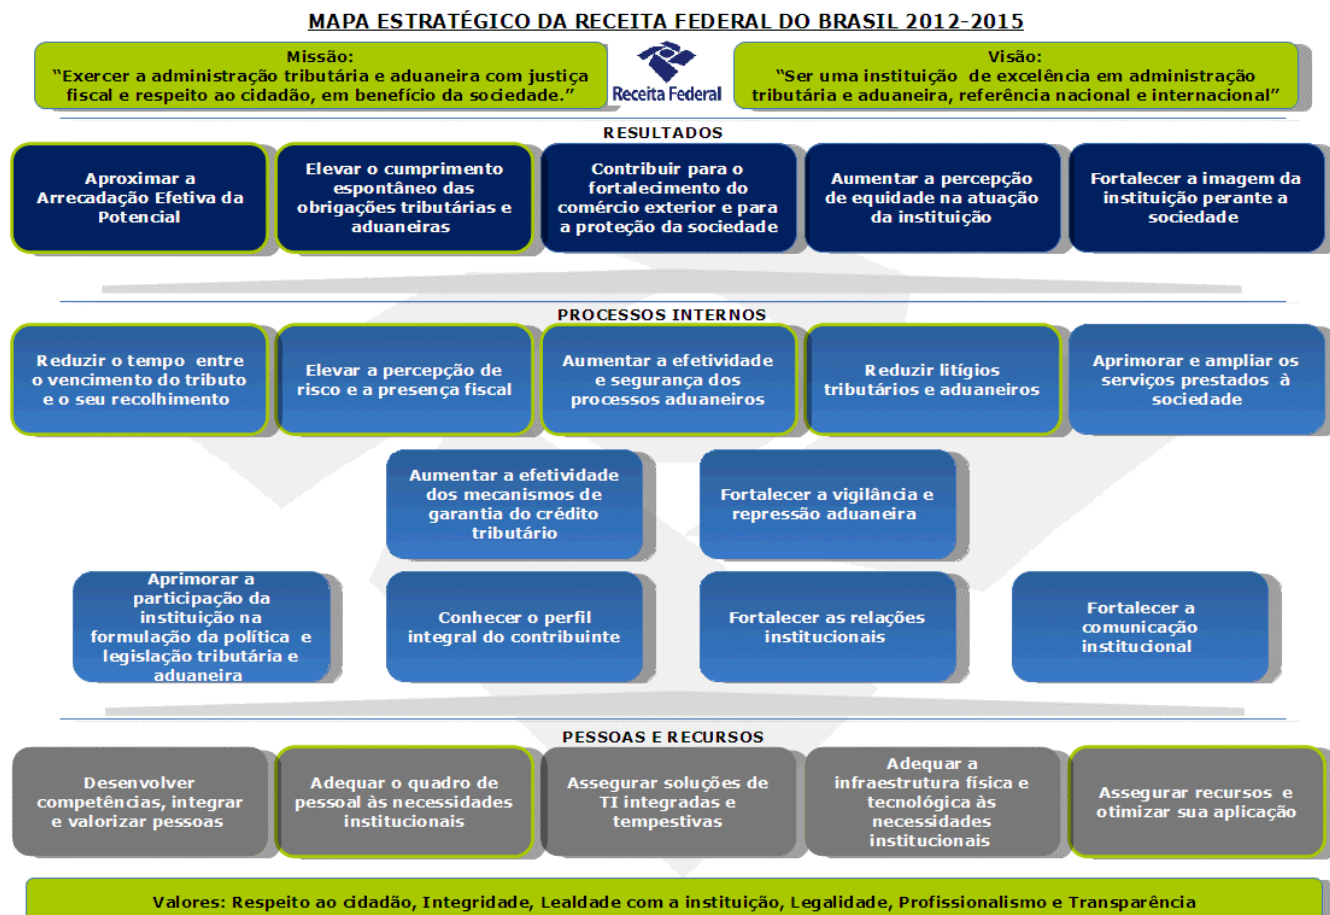 MAPA ESTRATÉGICO DA RECEITA FEDERAL DO BRASIL 2012-2015
Missão:
“Exercer a administração tributária e aduaneira com justiça
fiscal e respeito ao cidadão, em benefício da sociedade.”
Receita Federal
Visão:
“Ser uma instituição de excelência em administração
tributária e aduaneira, referência nacional e internacional”
RESULTADOS
Aproximar a
Arrecadação Efetiva da
Potencial
Elevar o cumprimento
espontâneo das
obrigações tributárias e
aduaneiras
Contribuir para o
fortalecimento do
comércio exterior e para
a proteção da sociedade
Aumentar a percepção
de equidade na atuação
da instituição
Fortalecer a imagem da
instituição perante a
sociedade
PROCESSOS INTERNOS
Reduzir o tempo entre
o vencimento do tributo
e o seu recolhimento
Elevar a percepção de
risco e a presença fiscal
Aumentar a efetividade
e segurança dos
processos aduaneiros
Reduzir litígios
tributários e aduaneiros
Aprimorar e ampliar os
serviços prestados à
sociedade
Aumentar a efetividade
dos mecanismos de
garantia do crédito
tributário
Fortalecer a vigilância e
repressão aduaneira
Aprimorar a
participação da
instituição na
formulação da política e
legislação tributária e
aduaneira
Conhecer o perfil
integral do contribuinte
Fortalecer as relações
institucionais
Fortalecer a
comunicação
institucional
PESSOAS E RECURSOS
Desenvolver
competências, integrar
e valorizar pessoas
Adequar o quadro de
pessoal às necessidades
institucionais
Assegurar soluções de
TI integradas e
tempestivas
Adequar a
infraestrutura física e
tecnológica às
necessidades
institucionais
Assegurar recursos e
otimizar sua aplicação
Valores: Respeito ao cidadão, Integridade, Lealdade com a instituição, Legalidade, Profissionalismo e Transparência